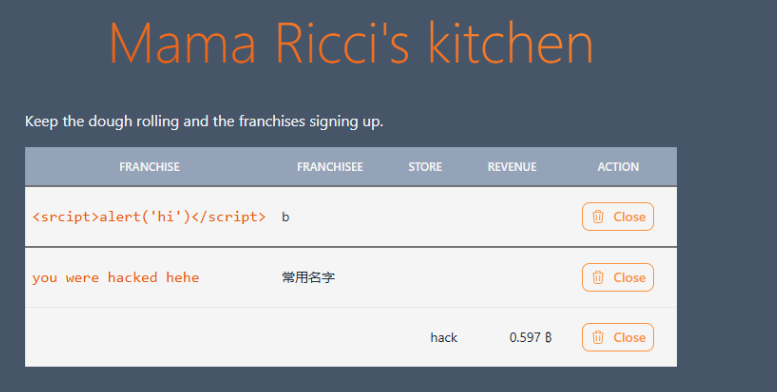 Mama Ricci's kitchen
Keep the dough rolling and the franchises signing up.
FRANCHISE FRANCHISEE STORE REVENUE ACTION
<srcipt>alert('hi')</script> b Close
you were hacked hehe 常用名字 Close
hack 0.597 ₿ Close